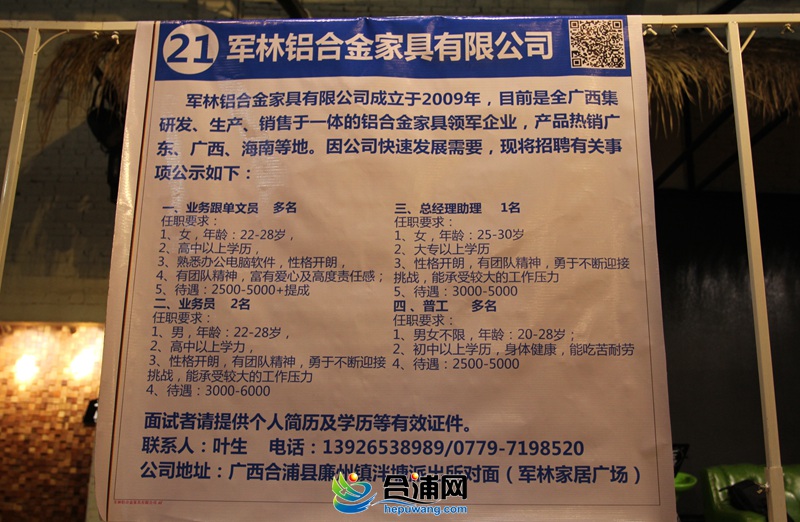 21 军林铝合金家具有限公司
军林铝合金家具有限公司成立于2009年，目前是全广西集
研发、生产、销售于一体的铝合金家具领军企业，产品热销广
东、广西、海南等地。因公司快速发展需要，现将招聘有关事
项公示如下：
一、业务跟单文员 多名
任职要求：
1、女，年龄：22-28岁，
2、高中以上学历，
3、熟悉办公电脑软件，性格开朗，
4、有团队精神，富有爱心及高度责任感；
5、待遇：2500-5000+提成
二、业务员 2名
任职要求：
1、男，年龄：22-28岁，
2、高中以上学力，
3、性格开朗，有团队精神，勇于不断迎接
挑战，能承受较大的工作压力
4、待遇：3000-6000
三、总经理助理 1名
任职要求：
1、女，年龄：25-30岁
2、大专以上学历
3、性格开朗，有团队精神，勇于不断迎接
挑战，能承受较大的工作压力
5、待遇：3000-5000
四、普工 多名
任职要求：
1、男女不限，年龄：20-28岁；
2、初中以上学历，身体健康，能吃苦耐劳
4、待遇：2500-5000
面试者请提供个人简历及学历等有效证件。
联系人：叶生 电话：13926538989/0779-7198520
公司地址：广西合浦县廉州镇泮塘派出所对面（军林家居广场）
合浦网
hepuwang.com